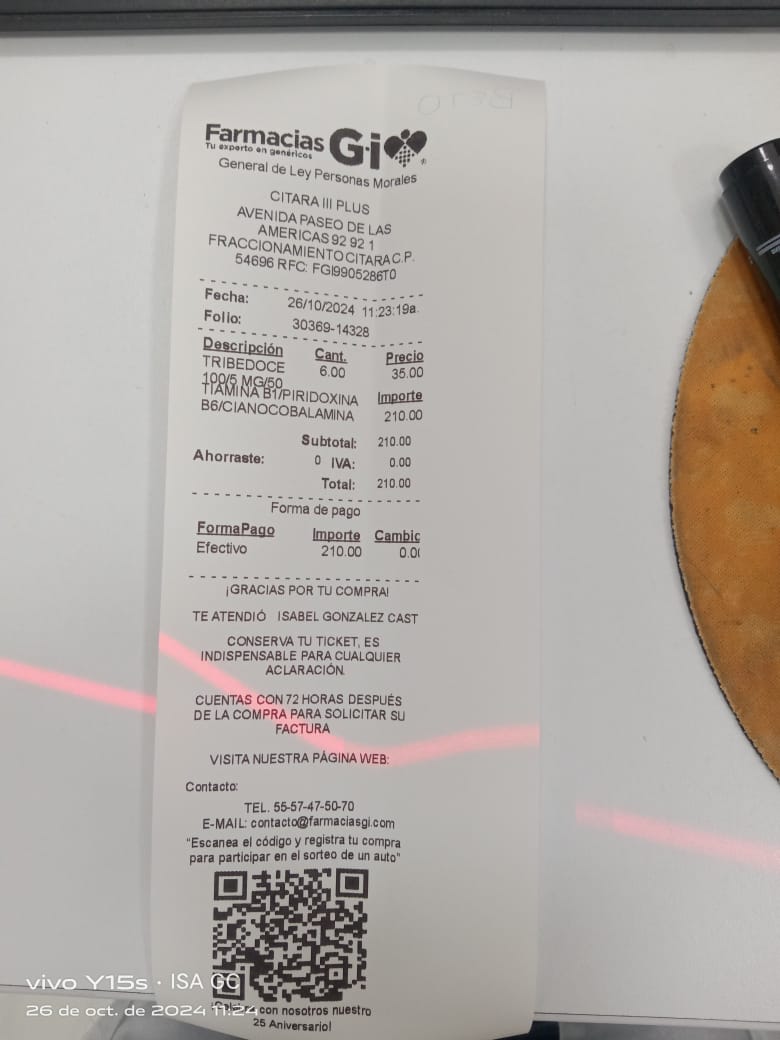 Farmacias Gi
Tu experto en genéricos
General de Ley Personas Morales
CITARA III PLUS
AVENIDA PASEO DE LAS
AMERICAS 92 92 1
FRACCIONAMIENTO CITARA C.P.
54696 RFC: FGI9905286T0
Fecha: 26/10/2024 11:23:19a.
Folio: 30369-14328
Descripción Cant. Precio
TRIBEDOCE 6.00 35.00
100/5 MG/50
TIAMINA B1/PIRIDOXINA Importe
B6/CIANOCOBALAMINA 210.00
Subtotal: 210.00
Ahorraste: 0 IVA: 0.00
Total: 210.00
Forma de pago
FormaPago Importe Cambic
Efectivo 210.00 0.0
¡GRACIAS POR TU COMPRA!
TE ATENDIÓ ISABEL GONZALEZ CAST
CONSERVA TU TICKET, ES
INDISPENSABLE PARA CUALQUIER
ACLARACIÓN.
CUENTAS CON 72 HORAS DESPUÉS
DE LA COMPRA PARA SOLICITAR SU
FACTURA
VISITA NUESTRA PÁGINA WEB:
Contacto:
TEL. 55-57-47-50-70
E-MAIL: contacto@farmaciasgi.com
"Escanea el código y registra tu compra
para participar en el sorteo de un auto"
con nosotros nuestro
25 Aniversario!
vivo Y15s · ISA GC
26 de oct. de 2024 11:24